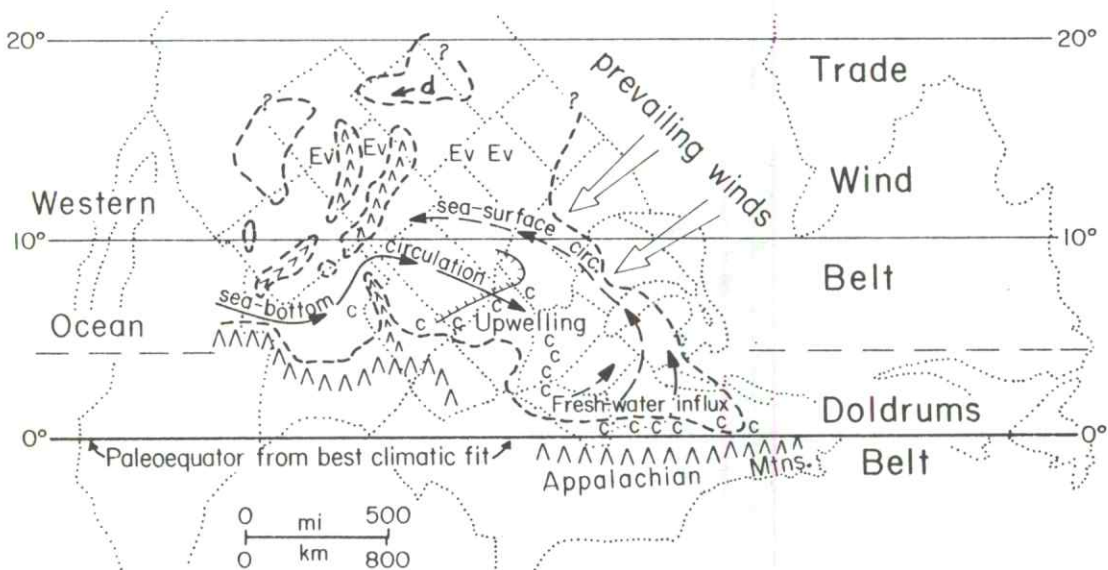 20°
20°
Trade
?
?
?
d
prevailing winds
Ev
Ev
Ev Ev
Wind
Western
sea-surface circ.
10°
10°
circulation
Belt
sea-bottom
c
c
c
c
c
Upwelling
Ocean
c
c
c
c
c
Fresh-water influx
Doldrums
c c c c c c
0°
0°
Paleoequator from best climatic fit
Belt
Appalachian Mtns.
0 mi 500
0 km 800